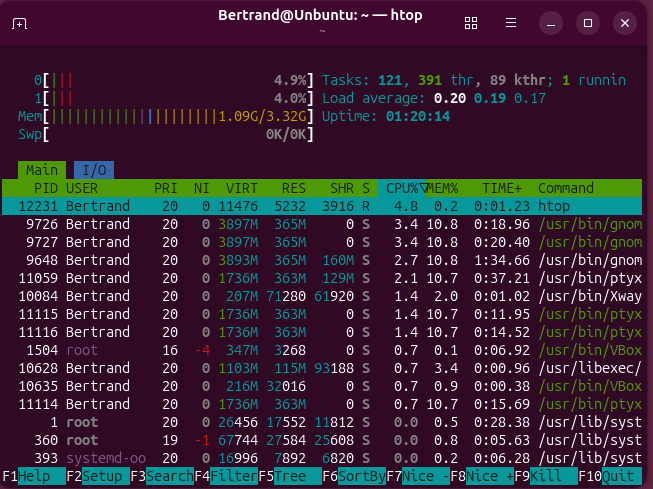 Bertrand@Unbuntu: ~ — htop
~
0[||| 4.9%] Tasks: 121, 391 thr, 89 kthr; 1 runnin
1[||| 4.0%] Load average: 0.20 0.19 0.17
Mem[||||||||||||||||||||||1.09G/3.32G] Uptime: 01:20:14
Swp[ 0K/0K]
Main I/O
PID USER PRI NI VIRT RES SHR S CPU%▽MEM% TIME+ Command
12231 Bertrand 20 0 11476 5232 3916 R 4.8 0.2 0:01.23 htop
9726 Bertrand 20 0 3897M 365M 0 S 3.4 10.8 0:18.96 /usr/bin/gnom
9727 Bertrand 20 0 3897M 365M 0 S 3.4 10.8 0:20.40 /usr/bin/gnom
9648 Bertrand 20 0 3893M 365M 160M S 2.7 10.8 1:34.66 /usr/bin/gnom
11059 Bertrand 20 0 1736M 363M 129M S 2.1 10.7 0:37.21 /usr/bin/ptyx
10084 Bertrand 20 0 207M 71280 61920 S 1.4 2.0 0:01.02 /usr/bin/Xway
11115 Bertrand 20 0 1736M 363M 0 S 1.4 10.7 0:11.95 /usr/bin/ptyx
11116 Bertrand 20 0 1736M 363M 0 S 1.4 10.7 0:14.52 /usr/bin/ptyx
1504 root 16 -4 347M 3268 0 S 0.7 0.1 0:06.92 /usr/bin/VBox
10628 Bertrand 20 0 1103M 115M 93188 S 0.7 3.4 0:00.96 /usr/libexec/
10635 Bertrand 20 0 216M 32016 0 S 0.7 0.9 0:00.38 /usr/bin/VBox
11114 Bertrand 20 0 1736M 363M 0 S 0.7 10.7 0:15.69 /usr/bin/ptyx
1 root 20 0 26456 17552 11812 S 0.0 0.5 0:28.38 /usr/lib/syst
360 root 19 -1 67744 27584 25608 S 0.0 0.8 0:05.63 /usr/lib/syst
393 systemd-oo 20 0 16996 7892 6820 S 0.0 0.2 0:06.28 /usr/lib/syst
F1Help F2Setup F3SearchF4FilterF5Tree F6SortByF7Nice -F8Nice +F9Kill F10Quit